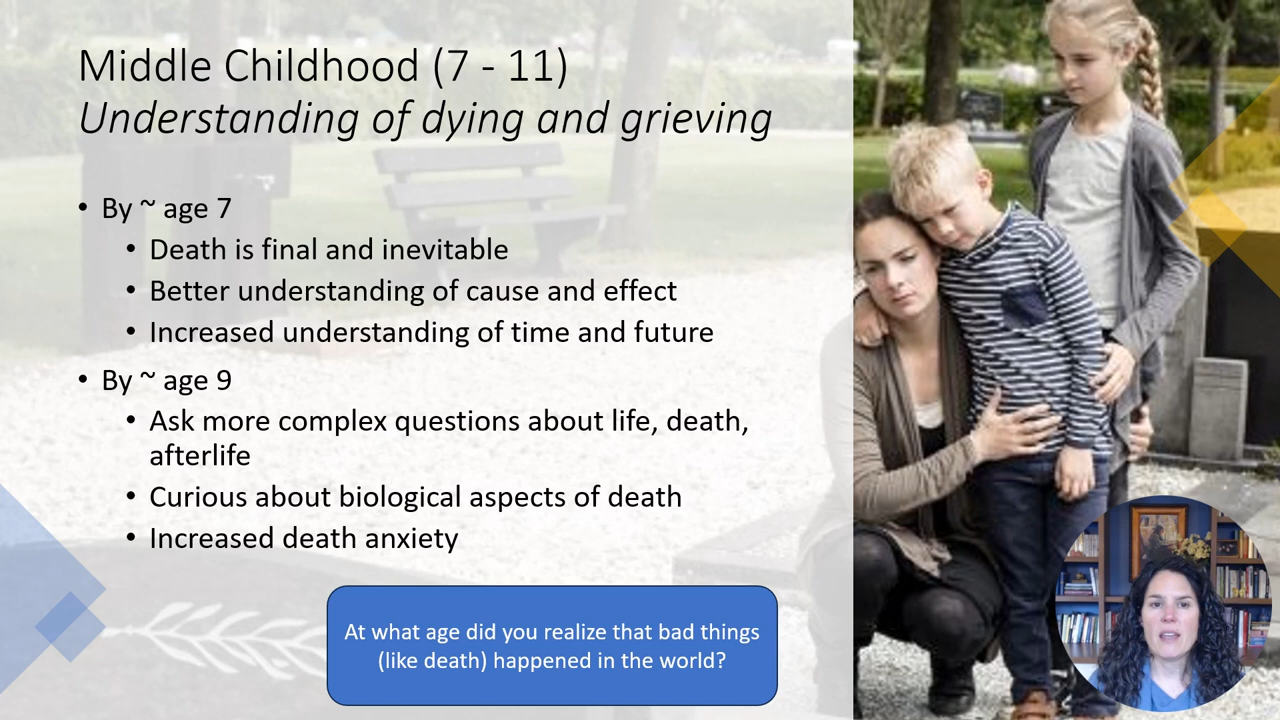 Middle Childhood (7 - 11)
Understanding of dying and grieving
• By ~ age 7
• Death is final and inevitable
• Better understanding of cause and effect
• Increased understanding of time and future
• By ~ age 9
• Ask more complex questions about life, death,
afterlife
• Curious about biological aspects of death
• Increased death anxiety
At what age did you realize that bad things
(like death) happened in the world?